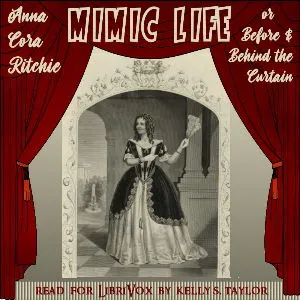 Anna
Cora
Ritchie
MIMIC LIFE
or
Before &
Behind the
Curtain
READ FOR LIBRIVOX BY KELLY S. TAYLOR